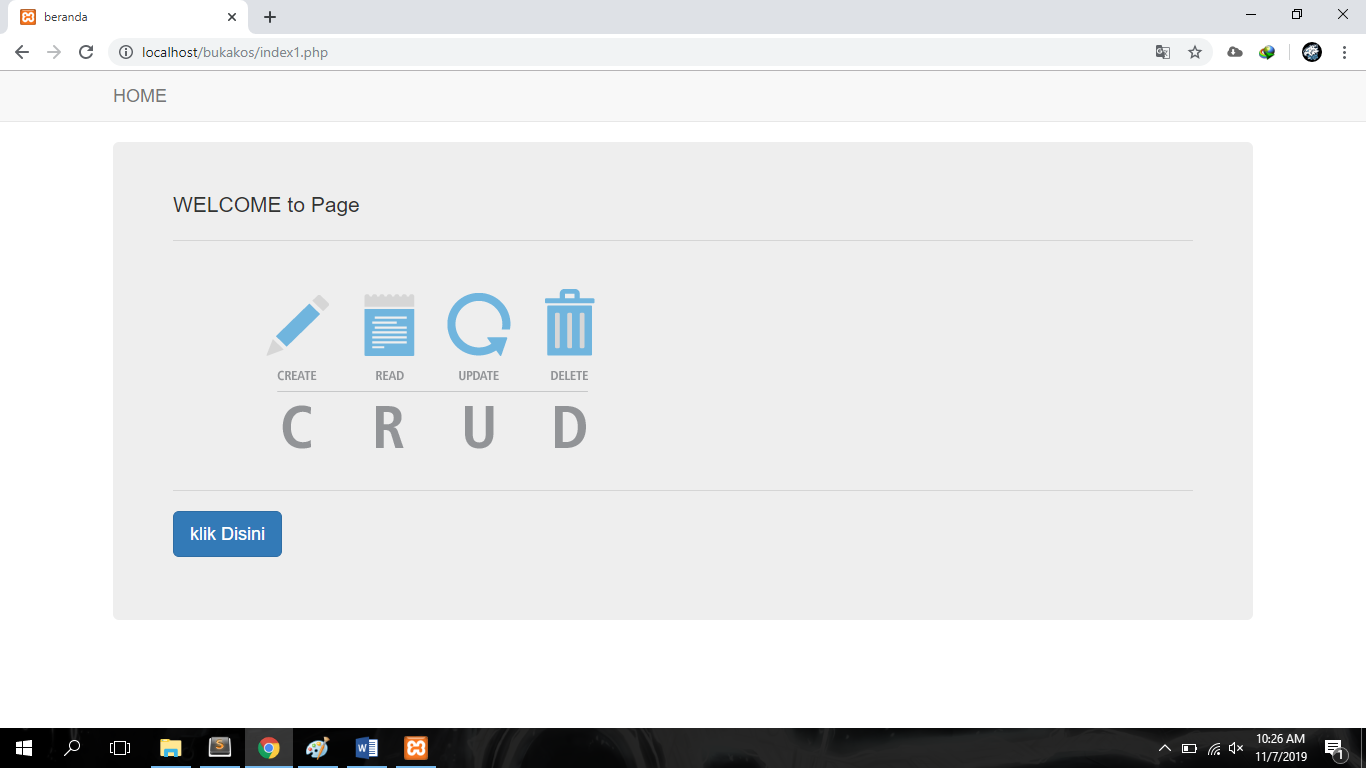 beranda
localhost/bukakos/index1.php
HOME
WELCOME to Page
CREATE READ UPDATE DELETE
C R U D
klik Disini
10:26 AM
11/7/2019
1